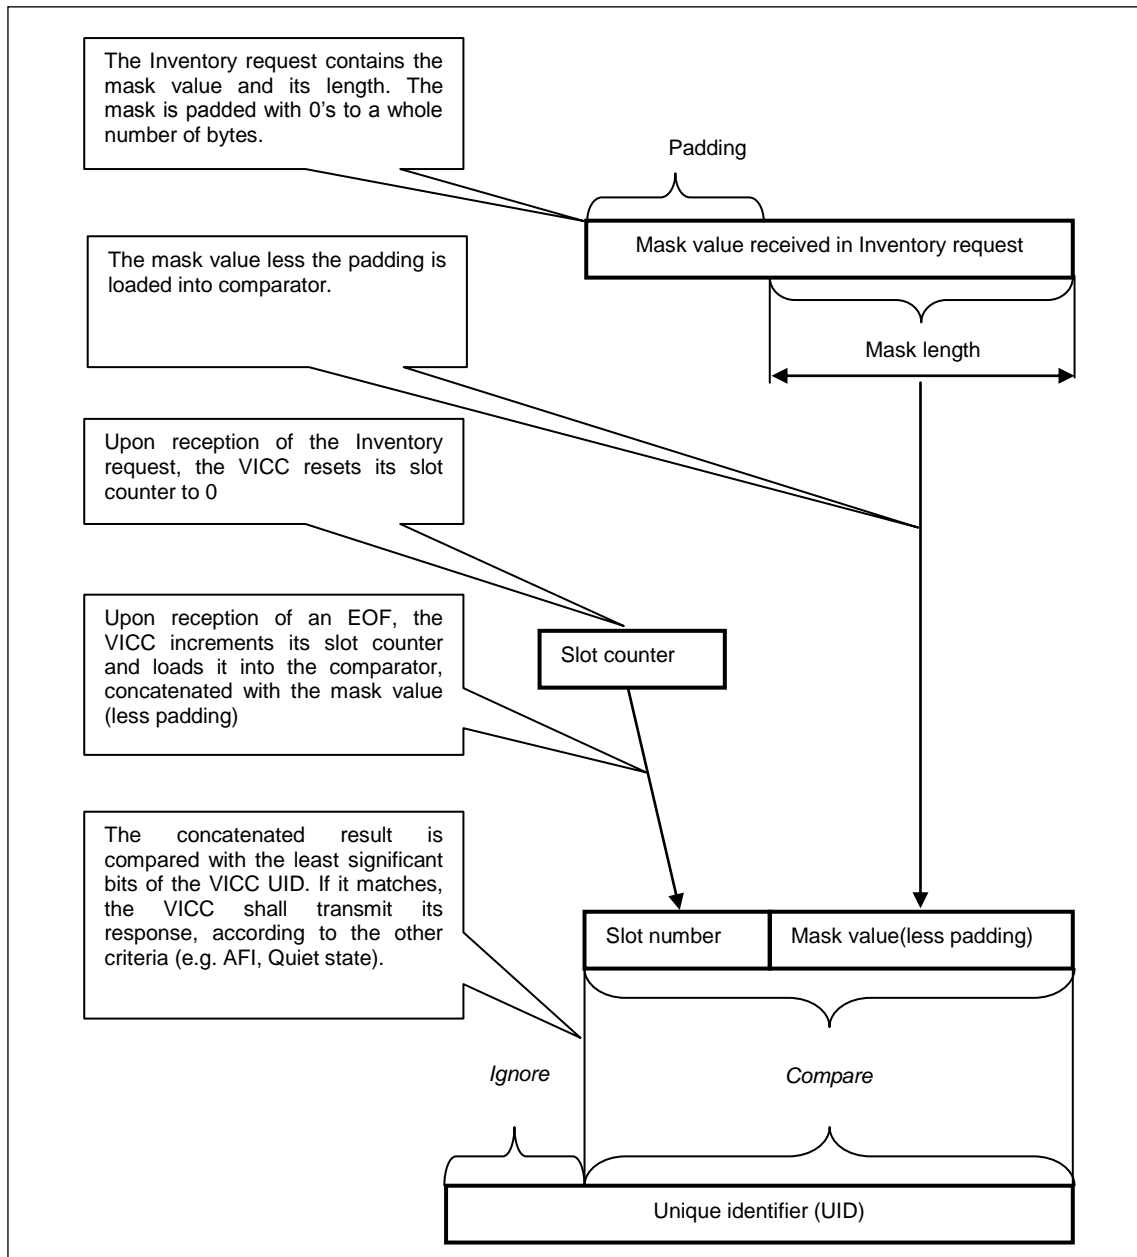 The Inventory request contains the
mask value and its length. The
mask is padded with 0's to a whole
number of bytes.
Padding
Mask value received in Inventory request
The mask value less the padding is
loaded into comparator.
Mask length
Upon reception of the Inventory
request, the VICC resets its slot
counter to 0
Upon reception of an EOF, the
VICC increments its slot counter
and loads it into the comparator,
concatenated with the mask value
(less padding)
Slot counter
The concatenated result is
compared with the least significant
bits of the VICC UID. If it matches,
the VICC shall transmit its
response, according to the other
criteria (e.g. AFI, Quiet state).
Slot number
Mask value(less padding)
Ignore
Compare
Unique identifier (UID)